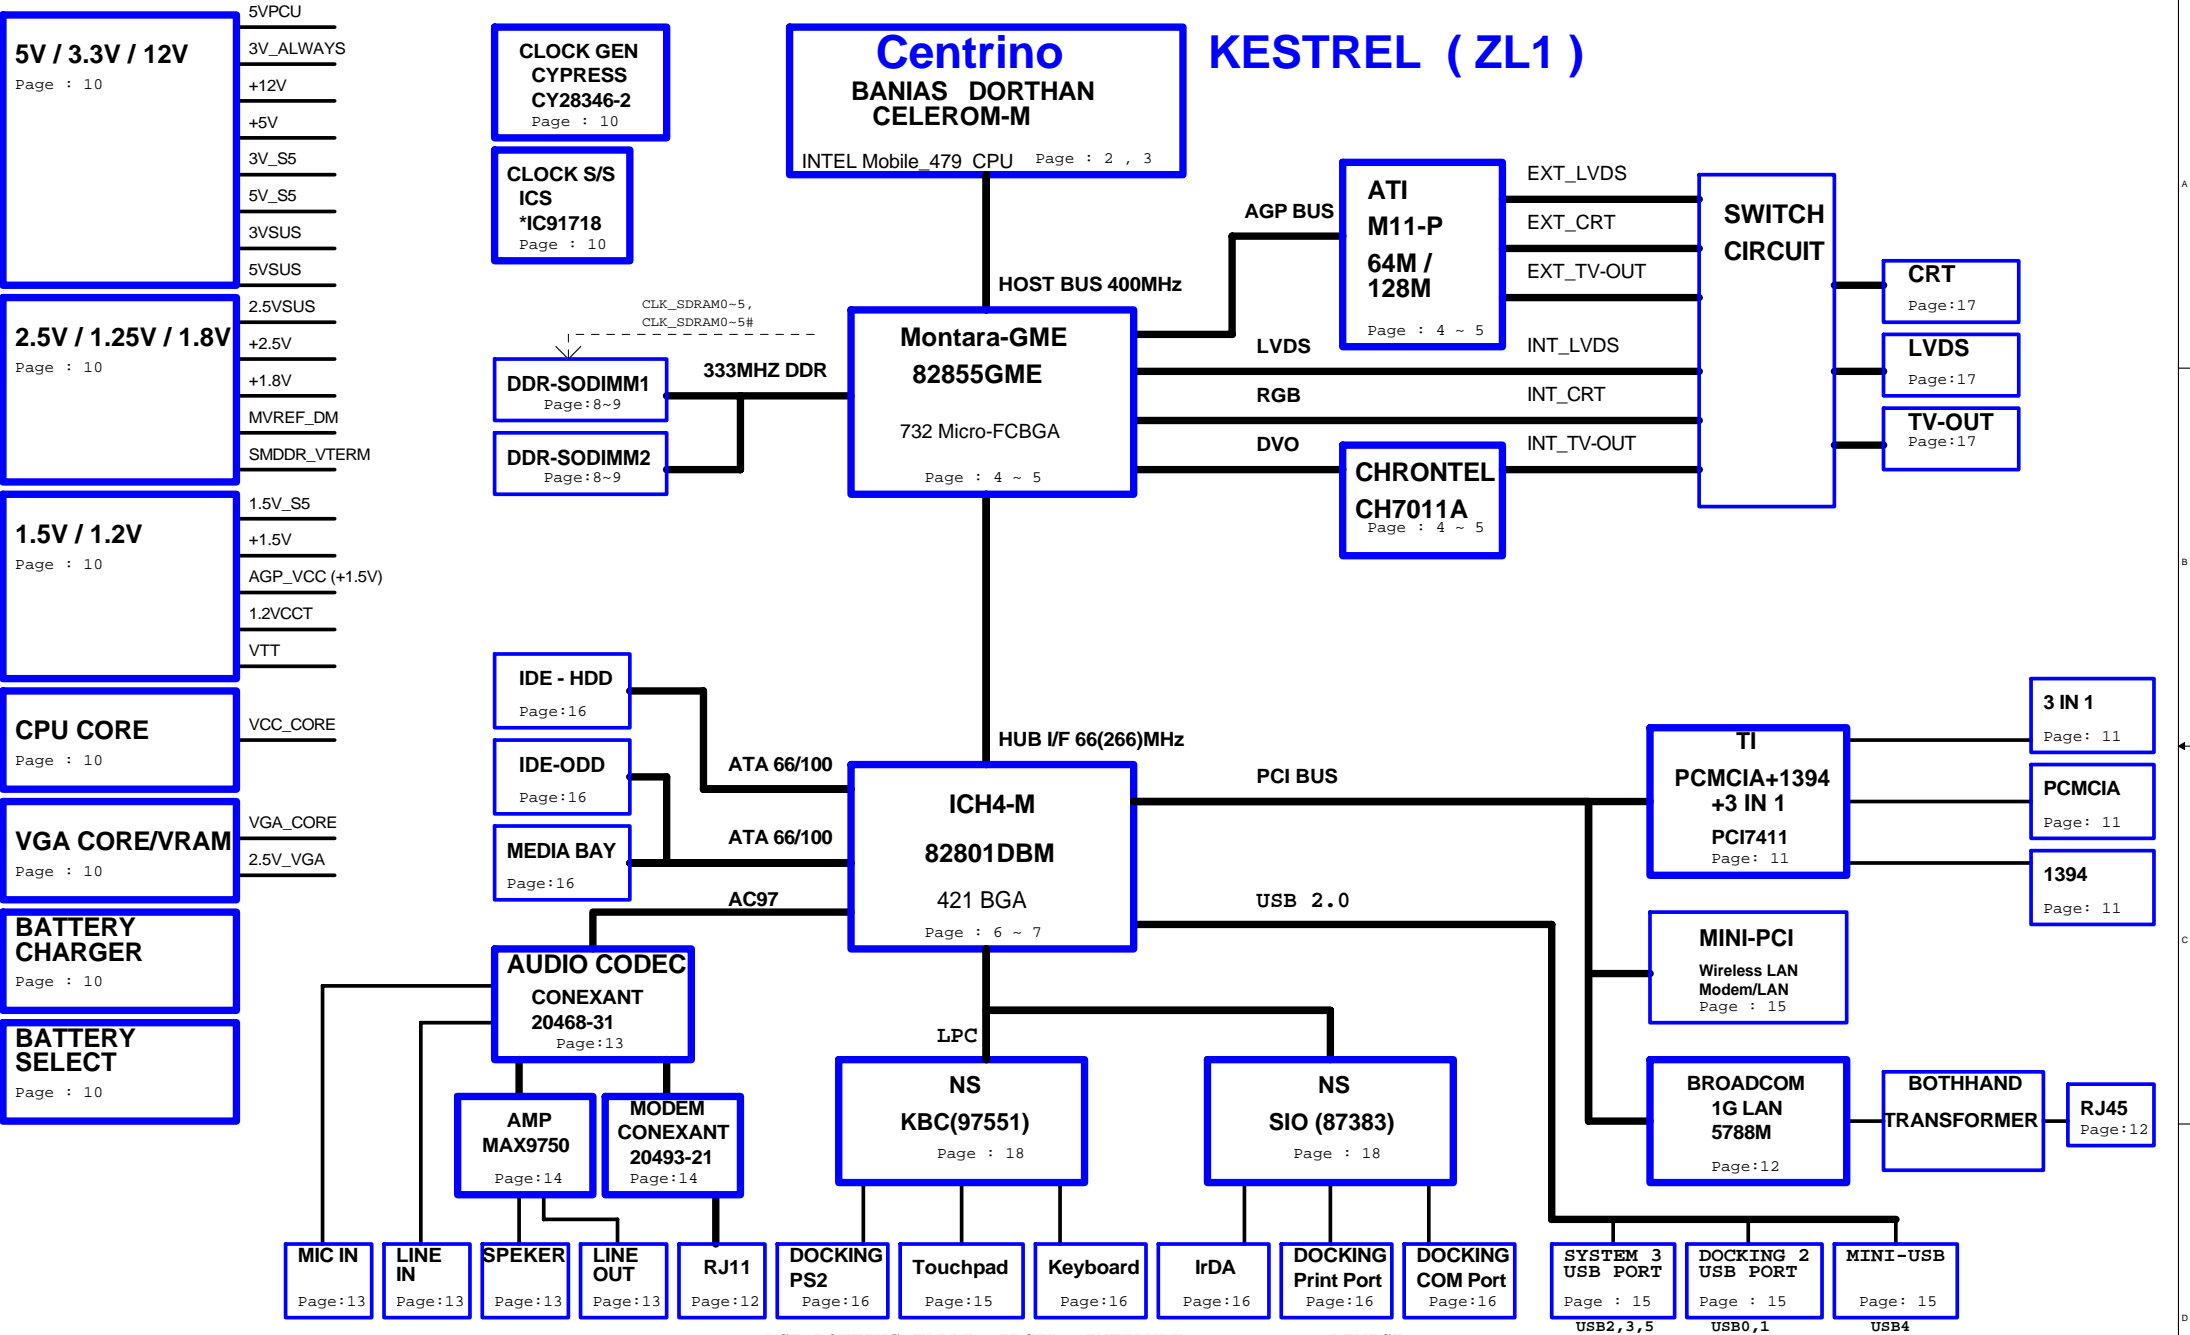 5V / 3.3V / 12V
Page : 10
5VPCU
3V_ALWAYS
+12V
+5V
3V_S5
5V_S5
3VSUS
5VSUS
2.5V / 1.25V / 1.8V
Page : 10
2.5VSUS
+2.5V
+1.8V
MVREF_DM
SMDDR_VTERM
1.5V / 1.2V
Page : 10
1.5V_S5
+1.5V
AGP_VCC (+1.5V)
1.2VCCT
VTT
CPU CORE
Page : 10
VCC_CORE
VGA CORE/VRAM
Page : 10
VGA_CORE
2.5V_VGA
BATTERY
CHARGER
Page : 10
BATTERY
SELECT
Page : 10
CLOCK GEN
CYPRESS
CY28346-2
Page : 10
CLOCK S/S
ICS
*IC91718
Page : 10
Centrino
BANIAS DORTHAN
CELEROM-M
INTEL Mobile_479 CPU Page : 2 , 3
KESTREL ( ZL1 )
HOST BUS 400MHz
CLK_SDRAM0~5,
CLK_SDRAM0~5#
DDR-SODIMM1
Page:8~9
DDR-SODIMM2
Page:8~9
333MHZ DDR
Montara-GME
82855GME
732 Micro-FCBGA
Page : 4 ~ 5
AGP BUS
LVDS
RGB
DVO
ATI
M11-P
64M /
128M
Page : 4 ~ 5
CHRONTEL
CH7011A
Page : 4 ~ 5
EXT_LVDS
EXT_CRT
EXT_TV-OUT
INT_LVDS
INT_CRT
INT_TV-OUT
SWITCH
CIRCUIT
CRT
Page:17
LVDS
Page:17
TV-OUT
Page:17
HUB I/F 66(266)MHz
IDE - HDD
Page:16
IDE-ODD
Page:16
MEDIA BAY
Page:16
ATA 66/100
ATA 66/100
AC97
ICH4-M
82801DBM
421 BGA
Page : 6 ~ 7
PCI BUS
USB 2.0
LPC
TI
PCMCIA+1394
+3 IN 1
PCI7411
Page: 11
3 IN 1
Page: 11
PCMCIA
Page: 11
1394
Page: 11
MINI-PCI
Wireless LAN
Modem/LAN
Page : 15
BROADCOM
1G LAN
5788M
Page:12
BOTHHAND
TRANSFORMER
RJ45
Page:12
AUDIO CODEC
CONEXANT
20468-31
Page:13
AMP
MAX9750
Page:14
MODEM
CONEXANT
20493-21
Page:14
NS
KBC(97551)
Page : 18
NS
SIO (87383)
Page : 18
MIC IN
Page:13
LINE
IN
Page:13
SPEKER
Page:13
LINE
OUT
Page:13
RJ11
Page:12
DOCKING
PS2
Page:16
Touchpad
Page:15
Keyboard
Page:16
IrDA
Page:16
DOCKING
Print Port
Page:16
DOCKING
COM Port
Page:16
SYSTEM 3
USB PORT
Page : 15
USB2,3,5
DOCKING 2
USB PORT
Page : 15
USB0,1
MINI-USB
Page: 15
USB4
A
B
C
D